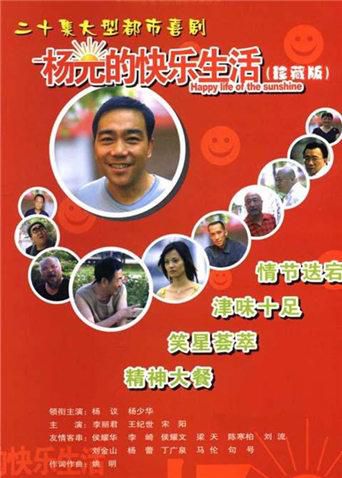 二十集大型都市喜剧
杨光的快乐生活(珍藏版)
Happy life of the sunshine
情节迭宕
津味十足
笑星荟萃
精神大餐
领衔主演：杨 议 杨少华
主 演：李丽君 王纪世 宋 阳
友情客串：侯耀华 李 崎 侯耀文 梁 天 陈寒柏 刘 流
刘金山 杨 蕾 丁广泉 马 伦 句 号
作词作曲：姚 明
的快乐生活